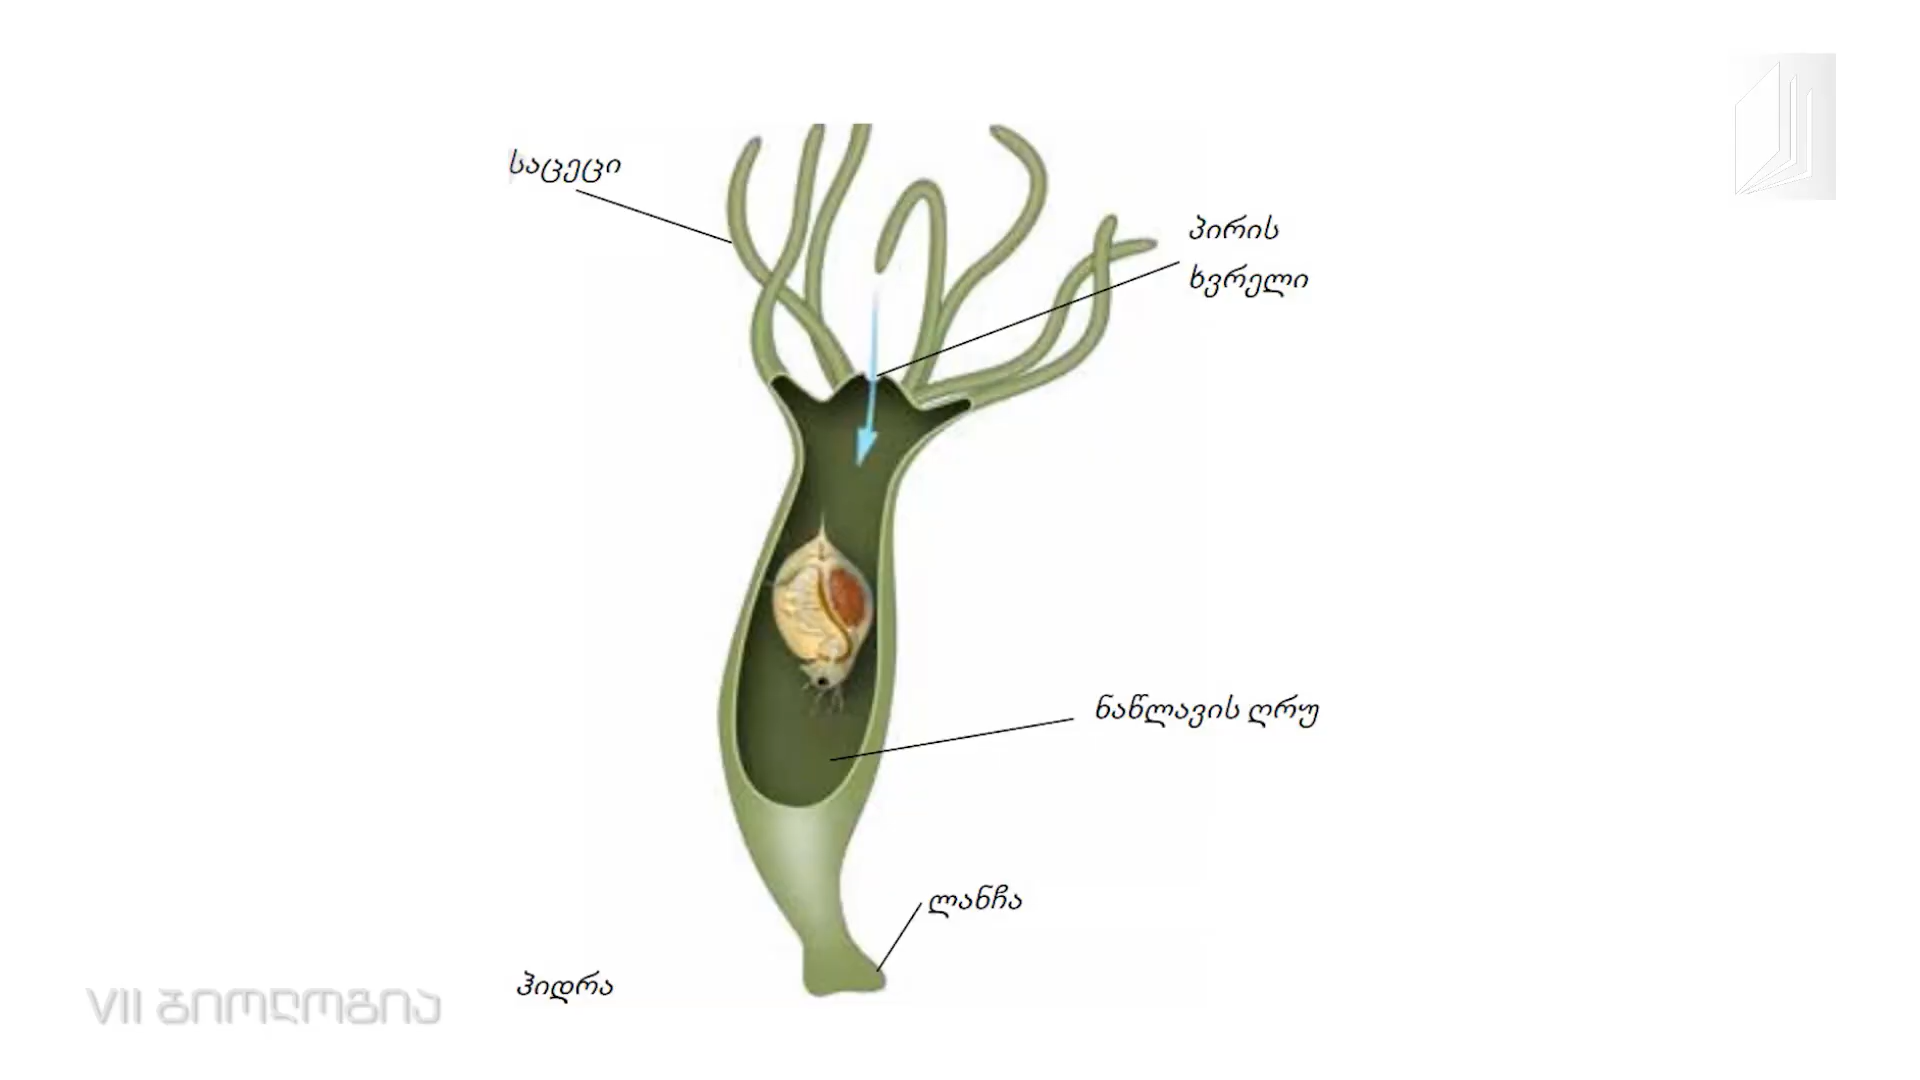 საცეცი
პირის
ხვრელი
ნაწლავის ღრუ
ლანჩა
ჰიდრა
VII ბიოლოგია